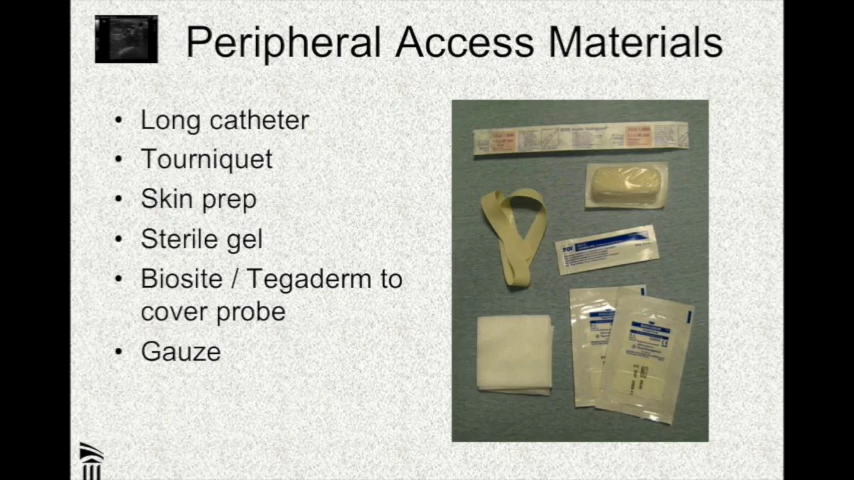 Peripheral Access Materials
• Long catheter
• Tourniquet
• Skin prep
• Sterile gel
• Biosite / Tegaderm to
cover probe
• Gauze